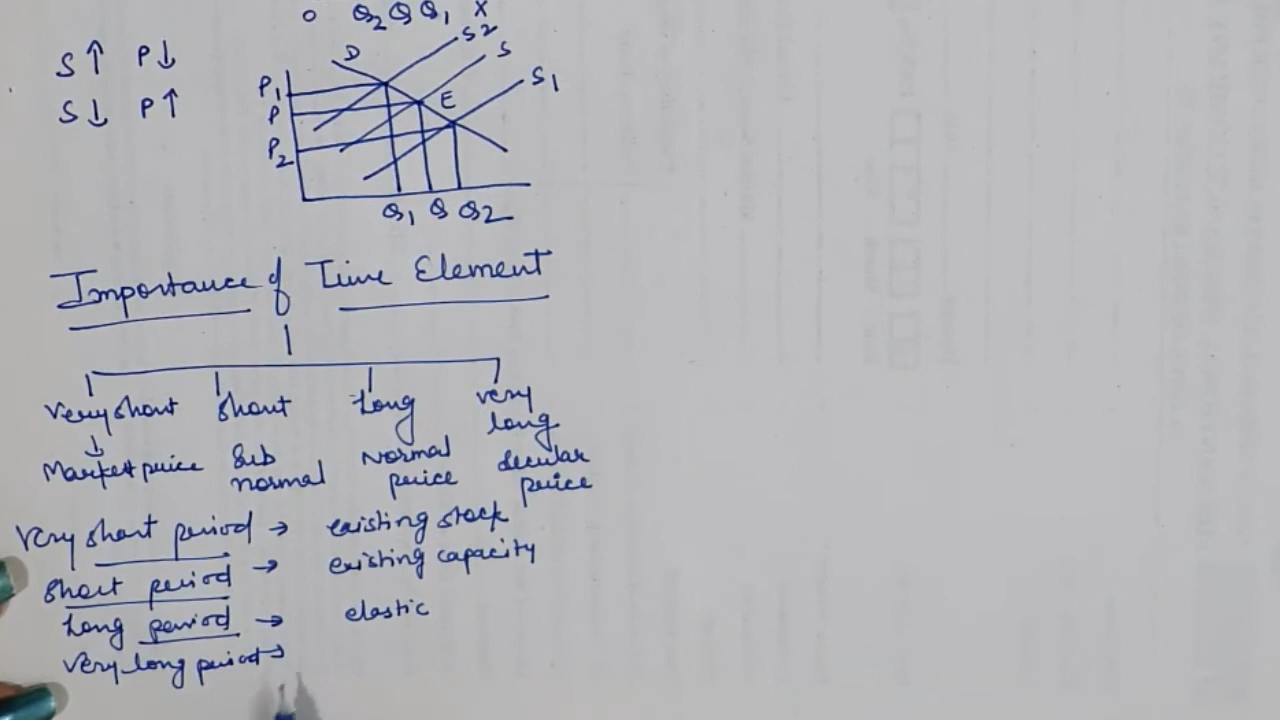 O Q2 Q Q1 X
S↑ P↓
S↓ P↑
D S2
S
P1 S1
P E
P2
Q1 Q Q2
Importance of Time Element
Very short Short Long Very long
↓
Market price Sub normal Normal price Secular price
Very short period → existing stock
Short period → existing capacity
Long period → elastic
Very long period →